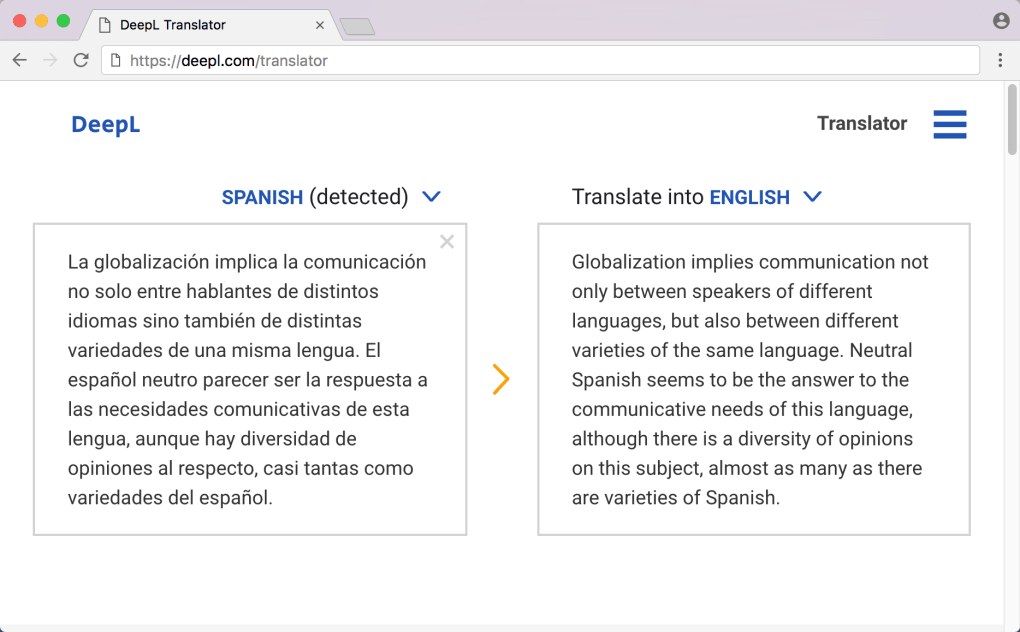 DeepL Translator
https://deepl.com/translator
DeepL
Translator
SPANISH (detected)
Translate into ENGLISH
La globalización implica la comunicación
no solo entre hablantes de distintos
idiomas sino también de distintas
variedades de una misma lengua. El
español neutro parecer ser la respuesta a
las necesidades comunicativas de esta
lengua, aunque hay diversidad de
opiniones al respecto, casi tantas como
variedades del español.
Globalization implies communication not
only between speakers of different
languages, but also between different
varieties of the same language. Neutral
Spanish seems to be the answer to the
communicative needs of this language,
although there is a diversity of opinions
on this subject, almost as many as there
are varieties of Spanish.